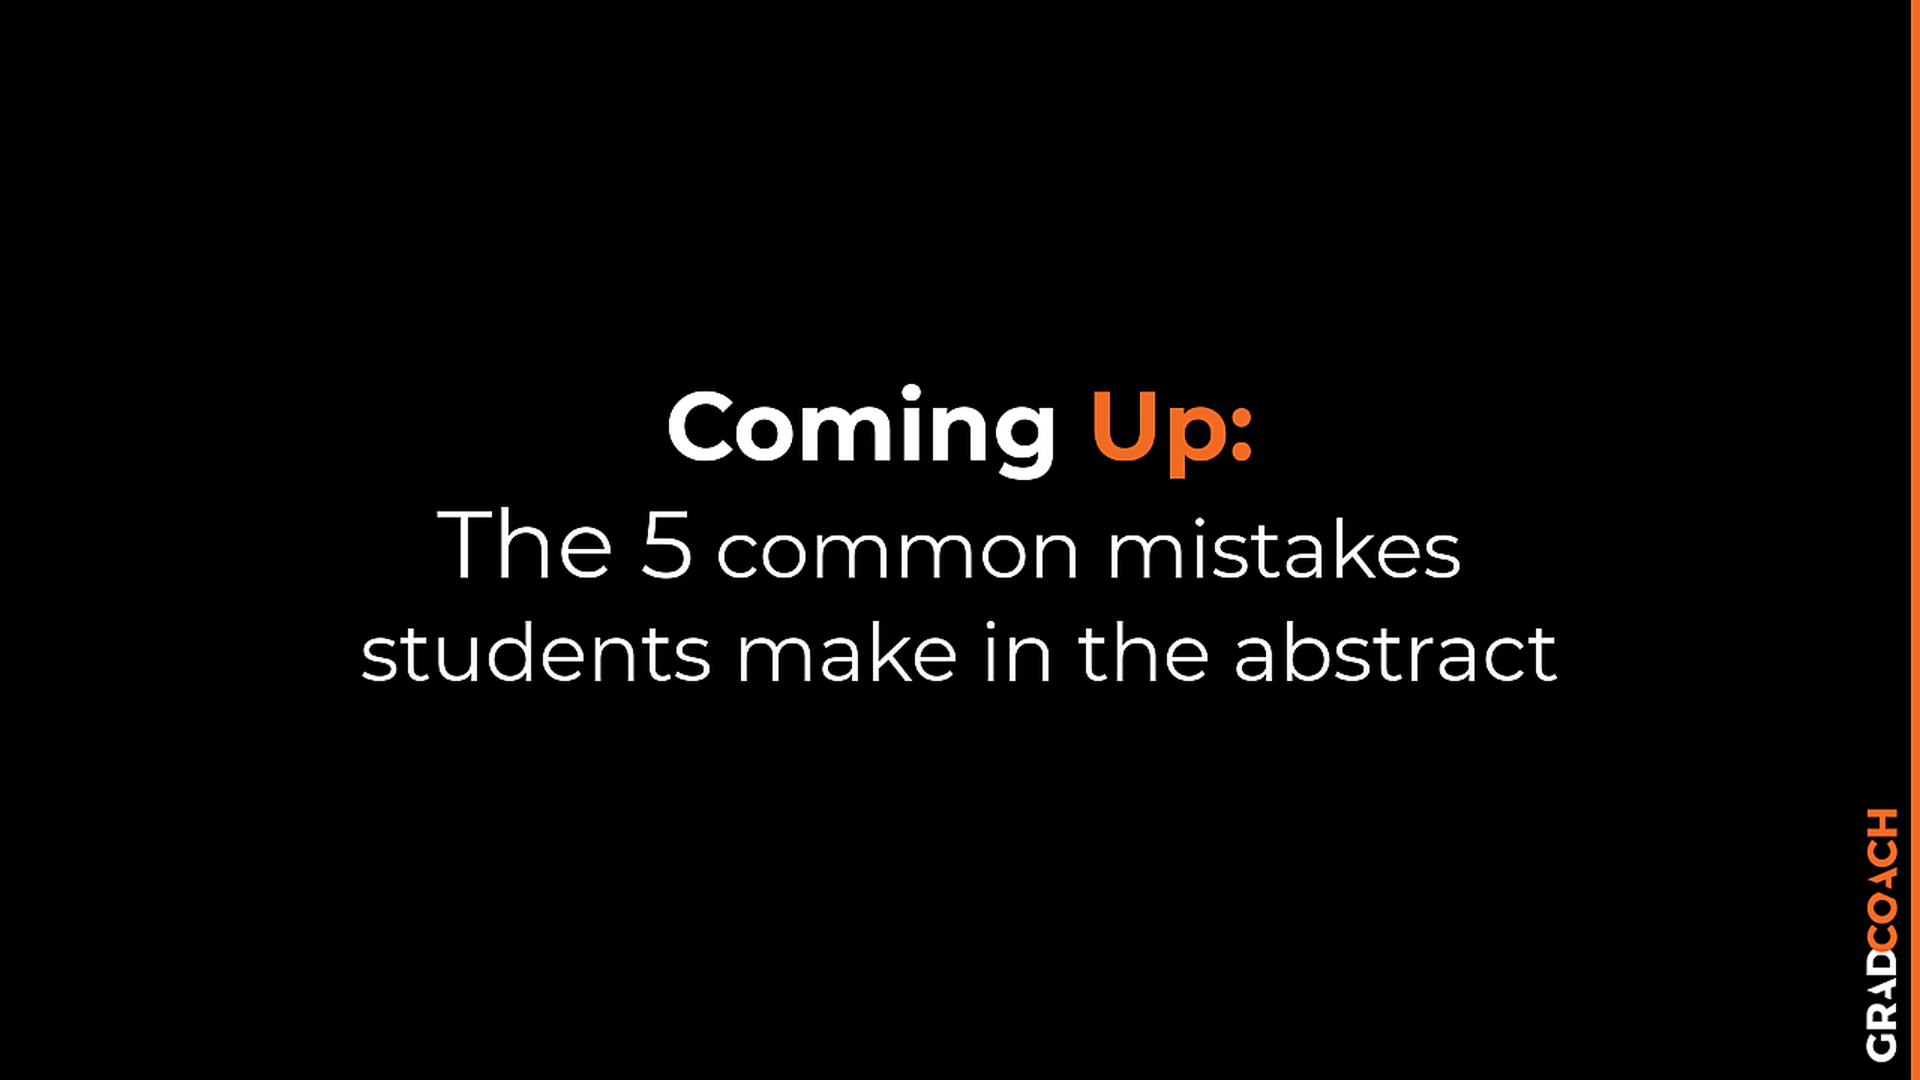 Coming Up:
The 5 common mistakes
students make in the abstract
GRADCOACH